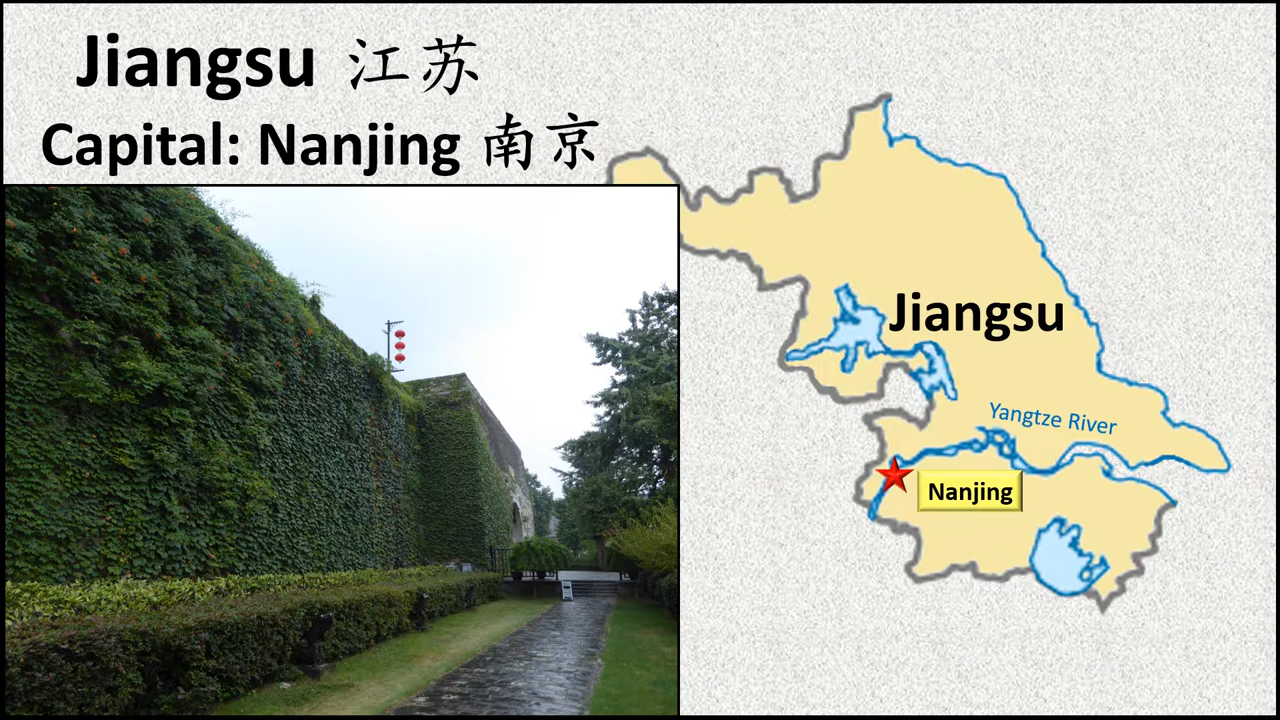 Jiangsu 江苏
Capital: Nanjing 南京
Jiangsu
Yangtze River
Nanjing